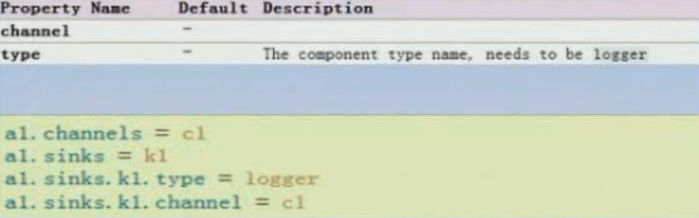 Property Name Default Description
channel –
type – The component type name, needs to be logger
a1.channels = c1
a1.sinks = k1
a1.sinks.k1.type = logger
a1.sinks.k1.channel = c1